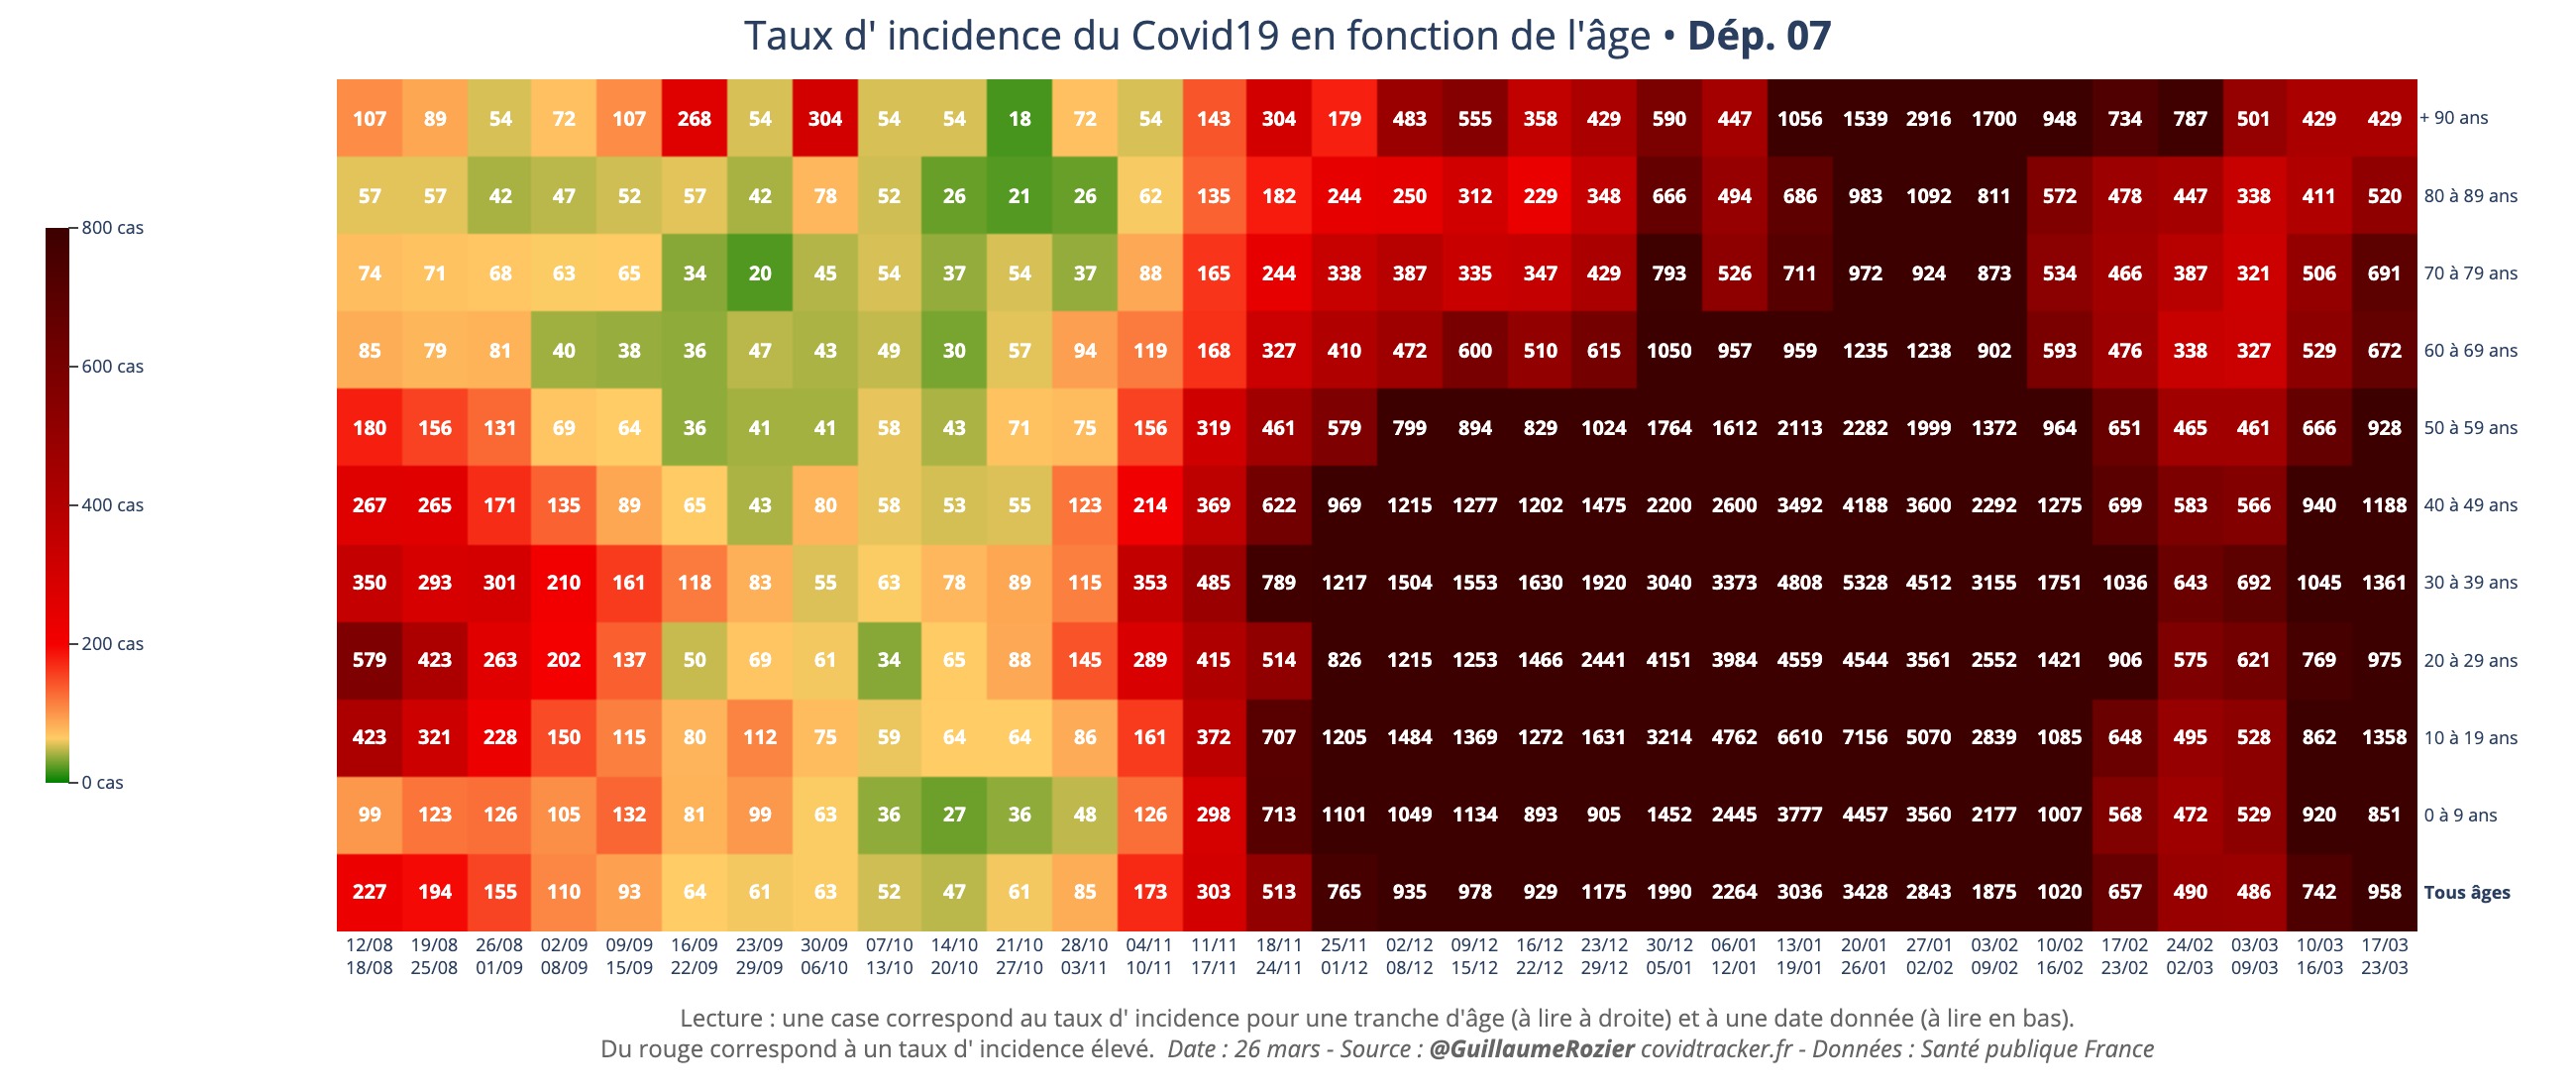 Taux d' incidence du Covid19 en fonction de l'âge • Dép. 07
107 89 54 72 107 268 54 304 54 54 18 72 54 143 304 179 483 555 358 429 590 447 1056 1539 2916 1700 948 734 787 501 429 429 + 90 ans
57 57 42 47 52 57 42 78 52 26 21 26 62 135 182 244 250 312 229 348 666 494 686 983 1092 811 572 478 447 338 411 520 80 à 89 ans
800 cas
74 71 68 63 65 34 20 45 54 37 54 37 88 165 244 338 387 335 347 429 793 526 711 972 924 873 534 466 387 321 506 691 70 à 79 ans
85 79 81 40 38 36 47 43 49 30 57 94 119 168 327 410 472 600 510 615 1050 957 959 1235 1238 902 593 476 338 327 529 672 60 à 69 ans
600 cas
180 156 131 69 64 36 41 41 58 43 71 75 156 319 461 579 799 894 829 1024 1764 1612 2113 2282 1999 1372 964 651 465 461 666 928 50 à 59 ans
400 cas
267 265 171 135 89 65 43 80 58 53 55 123 214 369 622 969 1215 1277 1202 1475 2200 2600 3492 4188 3600 2292 1275 699 583 566 940 1188 40 à 49 ans
350 293 301 210 161 118 83 55 63 78 89 115 353 485 789 1217 1504 1553 1630 1920 3040 3373 4808 5328 4512 3155 1751 1036 643 692 1045 1361 30 à 39 ans
200 cas
579 423 263 202 137 50 69 61 34 65 88 145 289 415 514 826 1215 1253 1466 2441 4151 3984 4559 4544 3561 2552 1421 906 575 621 769 975 20 à 29 ans
423 321 228 150 115 80 112 75 59 64 64 86 161 372 707 1205 1484 1369 1272 1631 3214 4762 6610 7156 5070 2839 1085 648 495 528 862 1358 10 à 19 ans
0 cas
99 123 126 105 132 81 99 63 36 27 36 48 126 298 713 1101 1049 1134 893 905 1452 2445 3777 4457 3560 2177 1007 568 472 529 920 851 0 à 9 ans
227 194 155 110 93 64 61 63 52 47 61 85 173 303 513 765 935 978 929 1175 1990 2264 3036 3428 2843 1875 1020 657 490 486 742 958 Tous âges
12/08 19/08 26/08 02/09 09/09 16/09 23/09 30/09 07/10 14/10 21/10 28/10 04/11 11/11 18/11 25/11 02/12 09/12 16/12 23/12 30/12 06/01 13/01 20/01 27/01 03/02 10/02 17/02 24/02 03/03 10/03 17/03
18/08 25/08 01/09 08/09 15/09 22/09 29/09 06/10 13/10 20/10 27/10 03/11 10/11 17/11 24/11 01/12 08/12 15/12 22/12 29/12 05/01 12/01 19/01 26/01 02/02 09/02 16/02 23/02 02/03 09/03 16/03 23/03
Lecture : une case correspond au taux d' incidence pour une tranche d'âge (à lire à droite) et à une date donnée (à lire en bas).
Du rouge correspond à un taux d' incidence élevé. Date : 26 mars - Source : @GuillaumeRozier covidtracker.fr - Données : Santé publique France